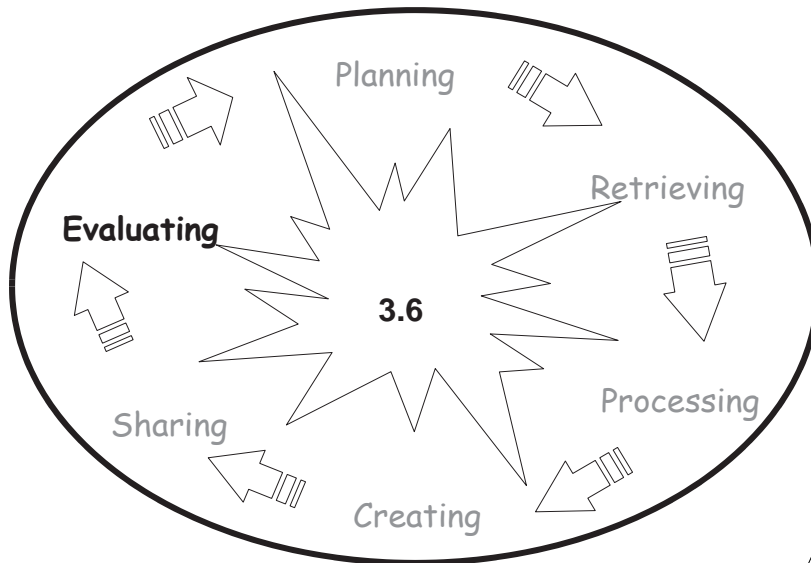 Planning
Retrieving
Evaluating
3.6
Processing
Sharing
Creating